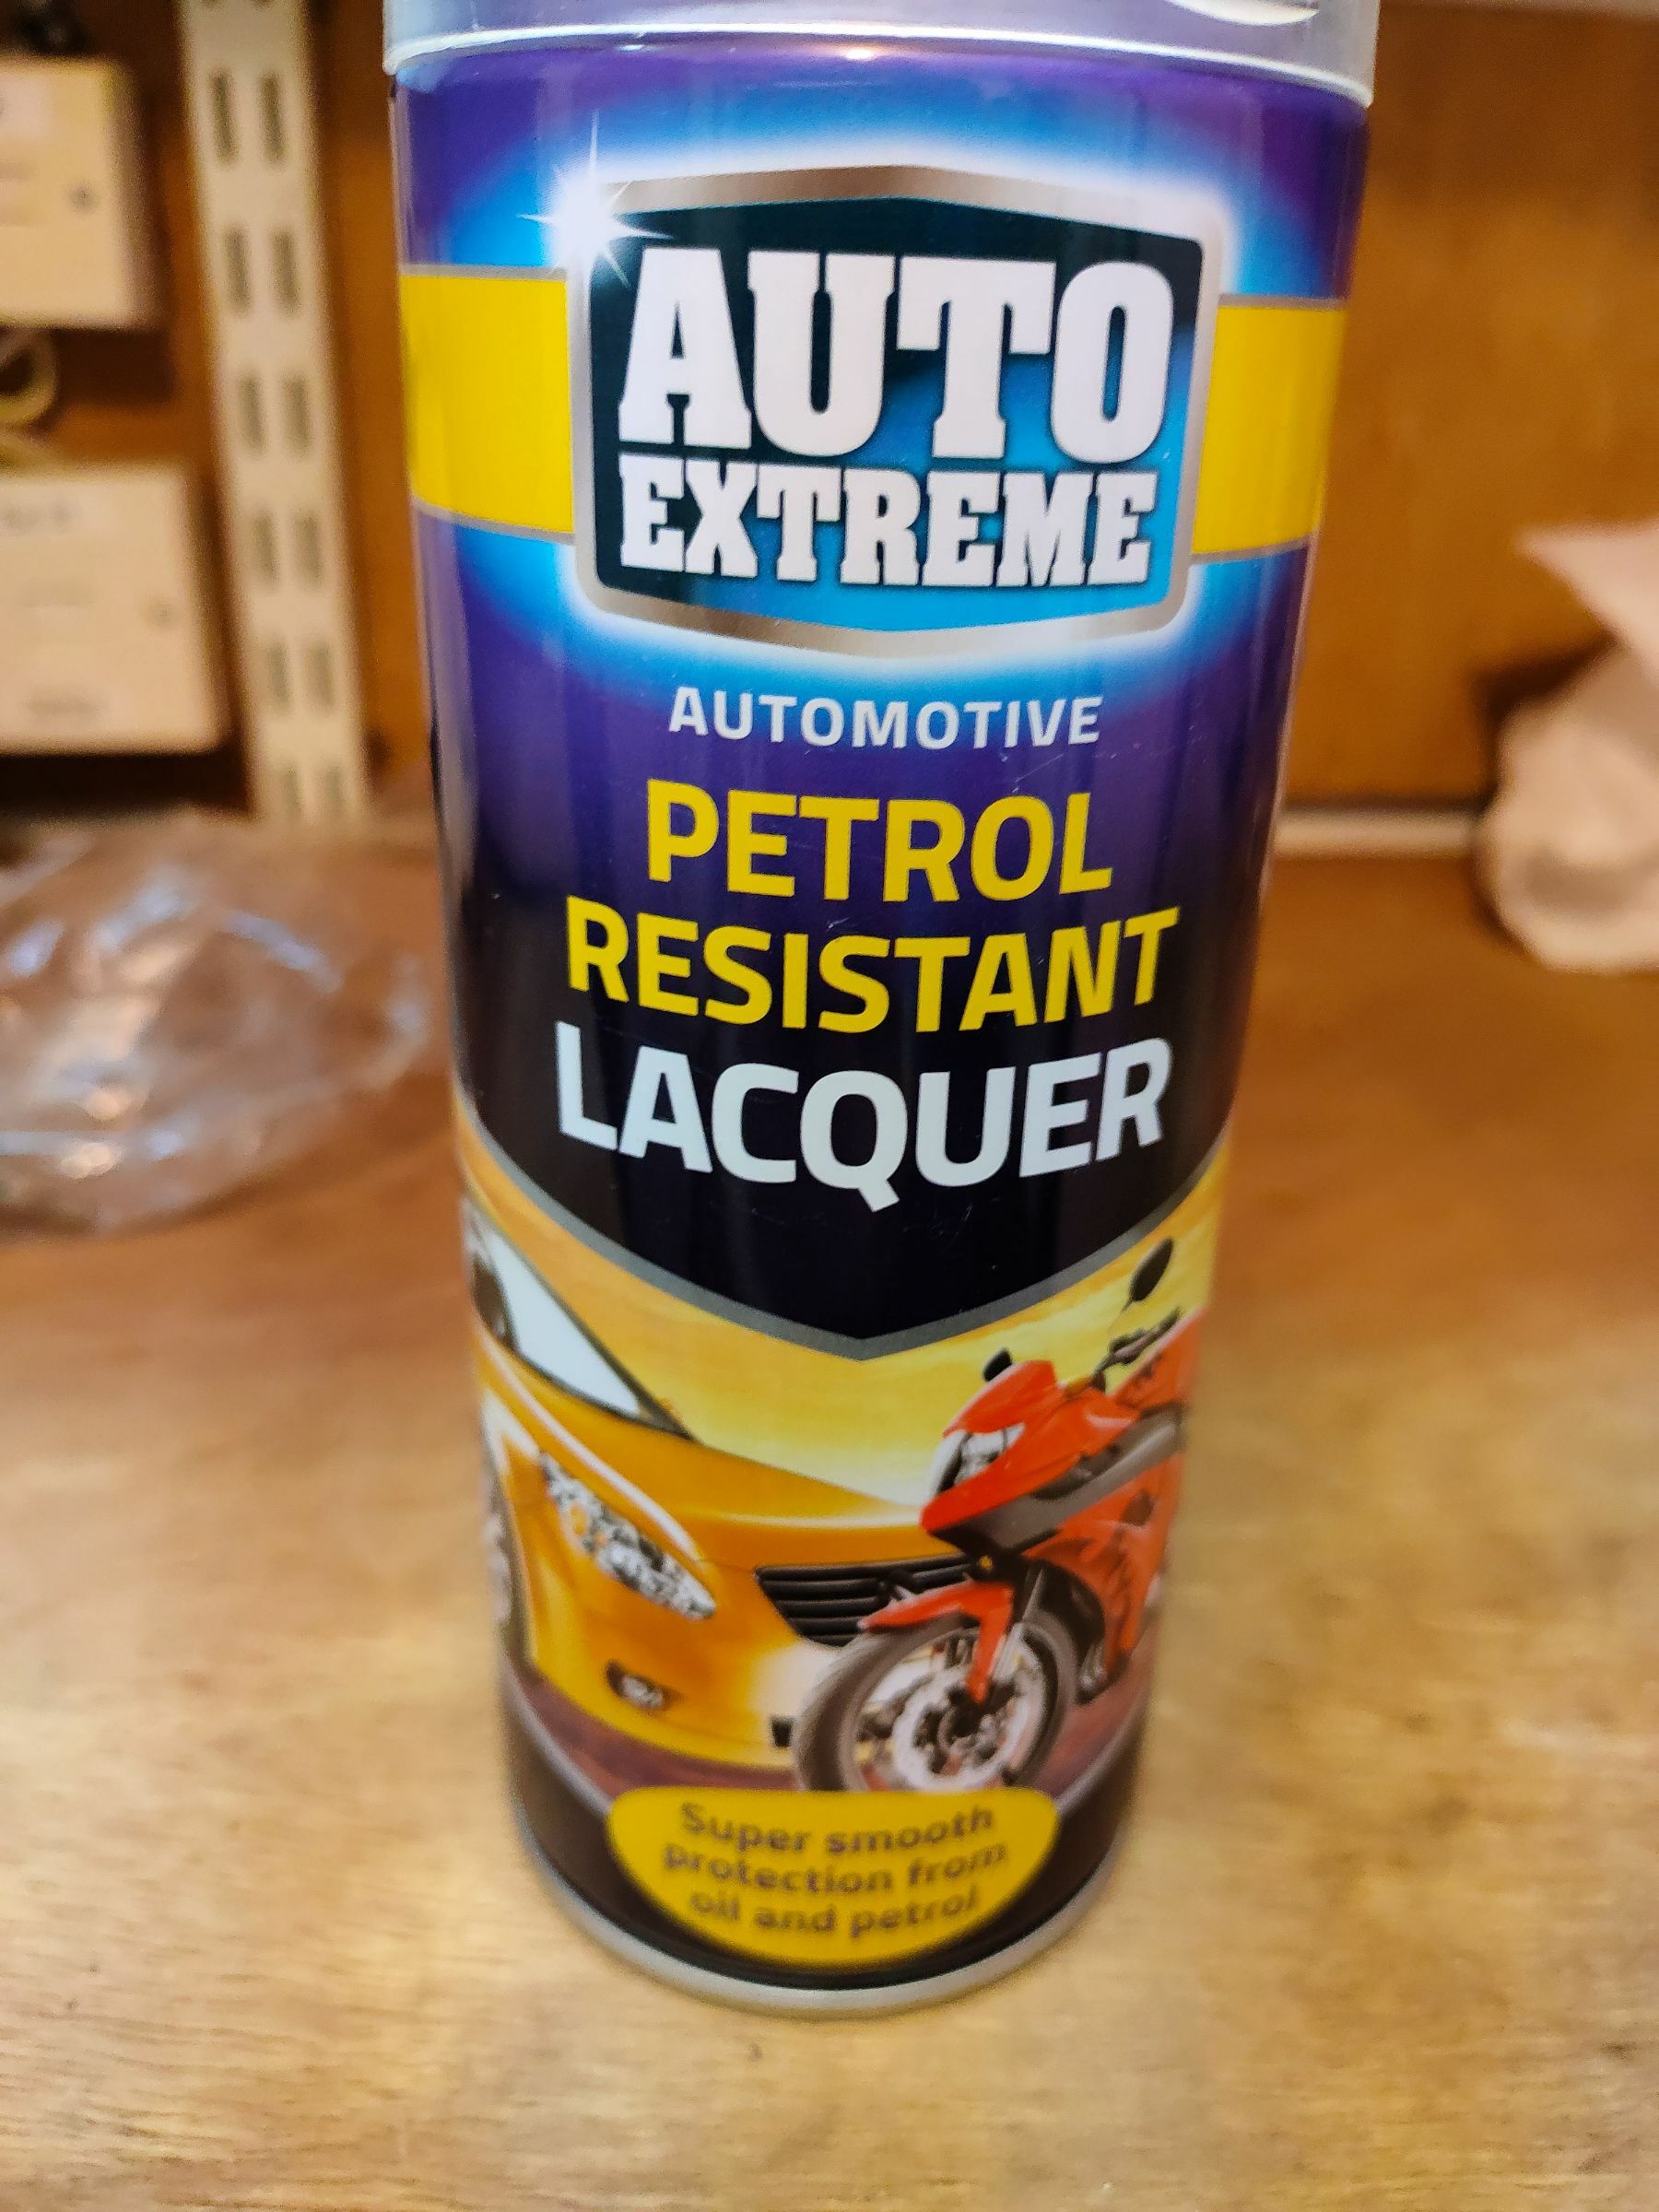 AUTO
EXTREME
AUTOMOTIVE
PETROL
RESISTANT
LACQUER
Super smooth
protection from
oil and petrol